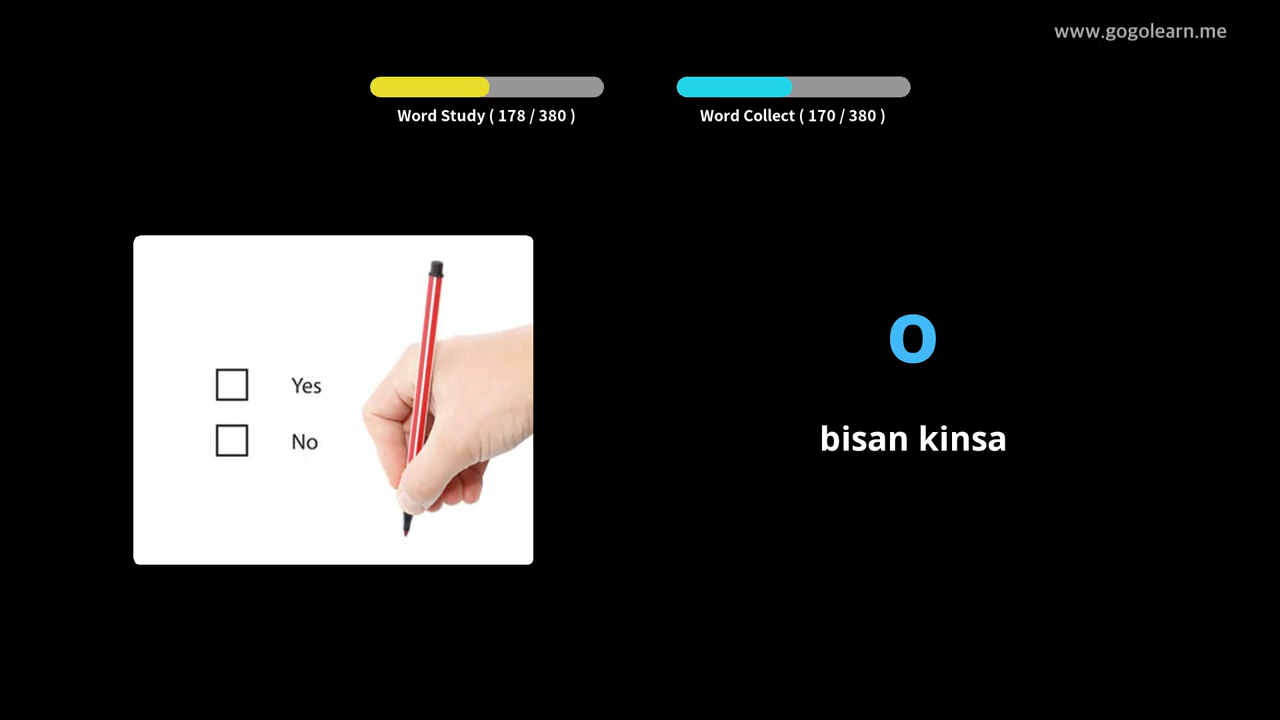 www.gogolearn.me
Word Study ( 178 / 380 )
Word Collect ( 170 / 380 )
Yes
No
o
bisan kinsa